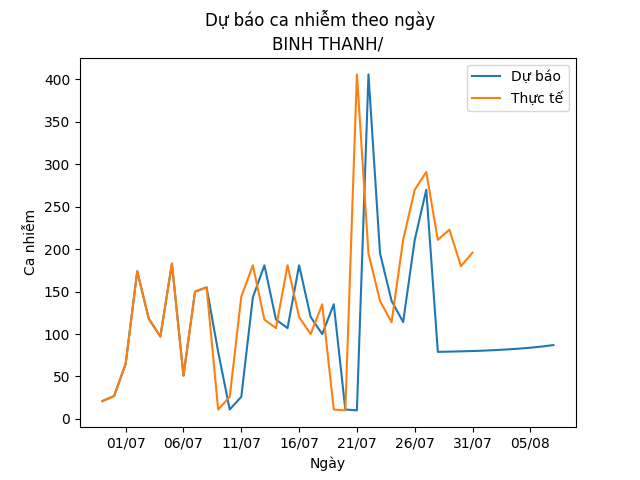 Dự báo ca nhiễm theo ngày
BINH THANH/
Dự báo
Thực tế
Ca nhiễm
400
350
300
250
200
150
100
50
0
01/07 06/07 11/07 16/07 21/07 26/07 31/07 05/08
Ngày